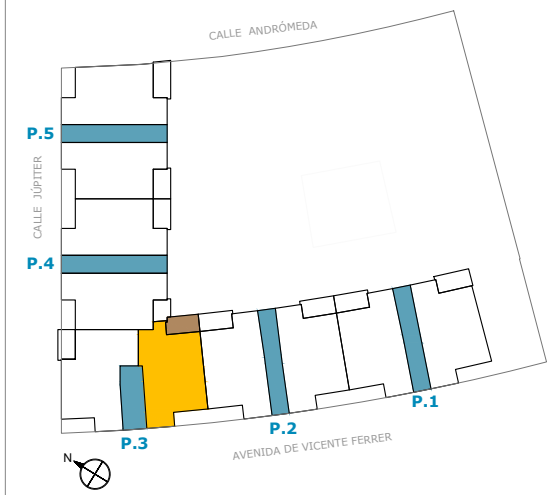 CALLE ANDRÓMEDA
P.5
CALLE JÚPITER
P.4
P.1
P.2
P.3
AVENIDA DE VICENTE FERRER
N